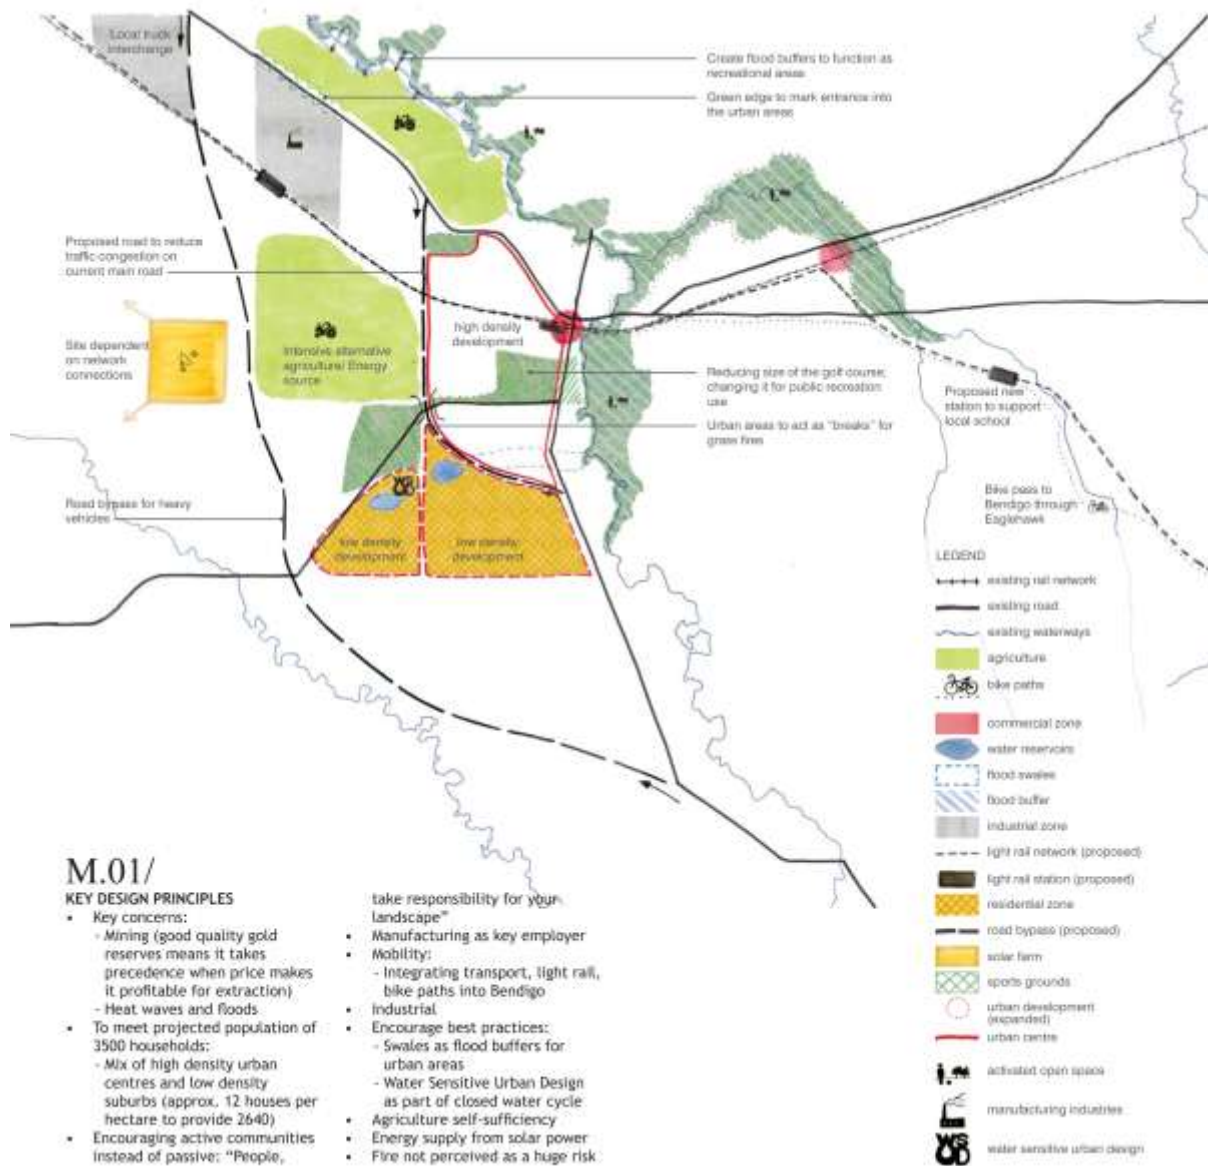 Local truck
interchange
Create flood buffers to function as
recreational areas
Green edge to mark entrance into
the urban areas
Proposed road to reduce
traffic congestion on
current main road
high density
development
Site dependent
on network
connections
Intensive alternative
agriculture/ Energy
source
Reducing size of the golf course;
changing it for public recreation
use
Proposed new
station to support
local school
Urban areas to act as "breaks" for
grass fires
Road bypass for heavy
vehicles
Bike pass to
Bendigo through
Eaglehawk
low density
development
low density
development
LEGEND
existing rail network
existing road
existing waterways
agriculture
bike paths
commercial zone
water reservoirs
flood swales
flood buffer
industrial zone
light rail network (proposed)
light rail station (proposed)
residential zone
road bypass (proposed)
solar farm
sports grounds
urban development
(expanded)
urban centre
activated open space
manufacturing industries
WSUD
water sensitive urban design
M.01/
KEY DESIGN PRINCIPLES
• Key concerns:
- Mining (good quality gold
reserves means it takes
precedence when price makes
it profitable for extraction)
- Heat waves and floods
• To meet projected population of
3500 households:
- Mix of high density urban
centres and low density
suburbs (approx. 12 houses per
hectare to provide 2640)
• Encouraging active communities
instead of passive: "People,
take responsibility for your
landscape"
• Manufacturing as key employer
• Mobility:
- Integrating transport, light rail,
bike paths into Bendigo
• Industrial
• Encourage best practices:
- Swales as flood buffers for
urban areas
- Water Sensitive Urban Design
as part of closed water cycle
• Agriculture self-sufficiency
• Energy supply from solar power
• Fire not perceived as a huge risk